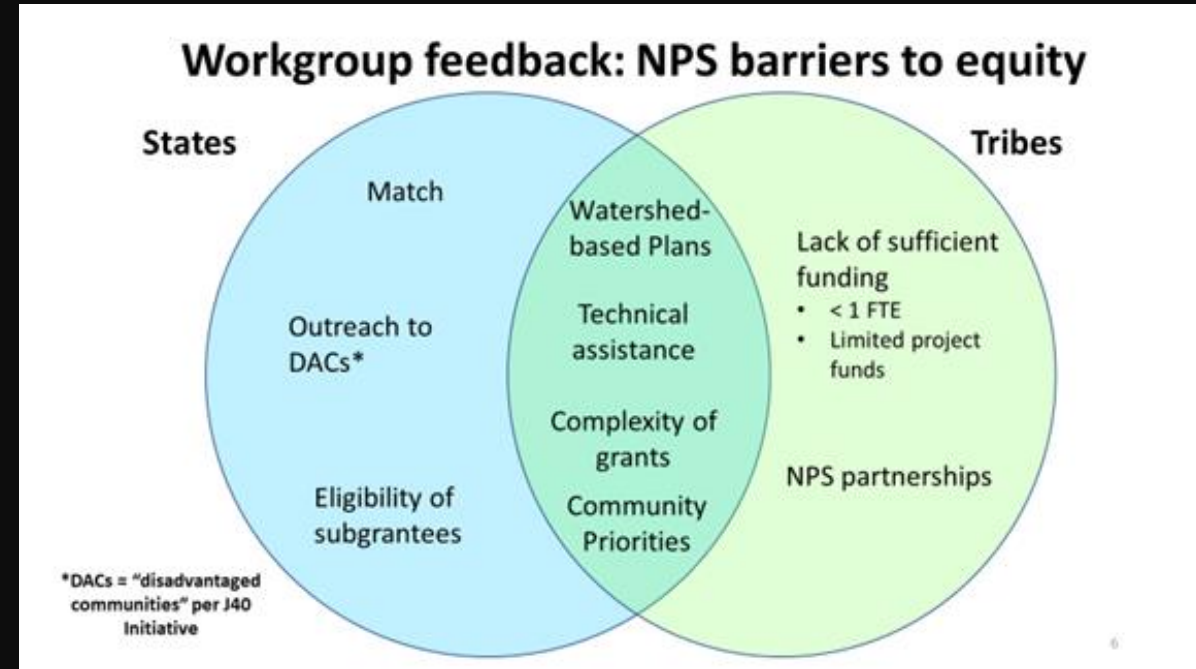 Workgroup feedback: NPS barriers to equity
States
Tribes
Match
Outreach to
DACs*
Eligibility of
subgrantees
Watershed-
based Plans
Technical
assistance
Complexity of
grants
Community
Priorities
Lack of sufficient
funding
• < 1 FTE
• Limited project
funds
NPS partnerships
*DACs = “disadvantaged
communities” per J40
Initiative
6